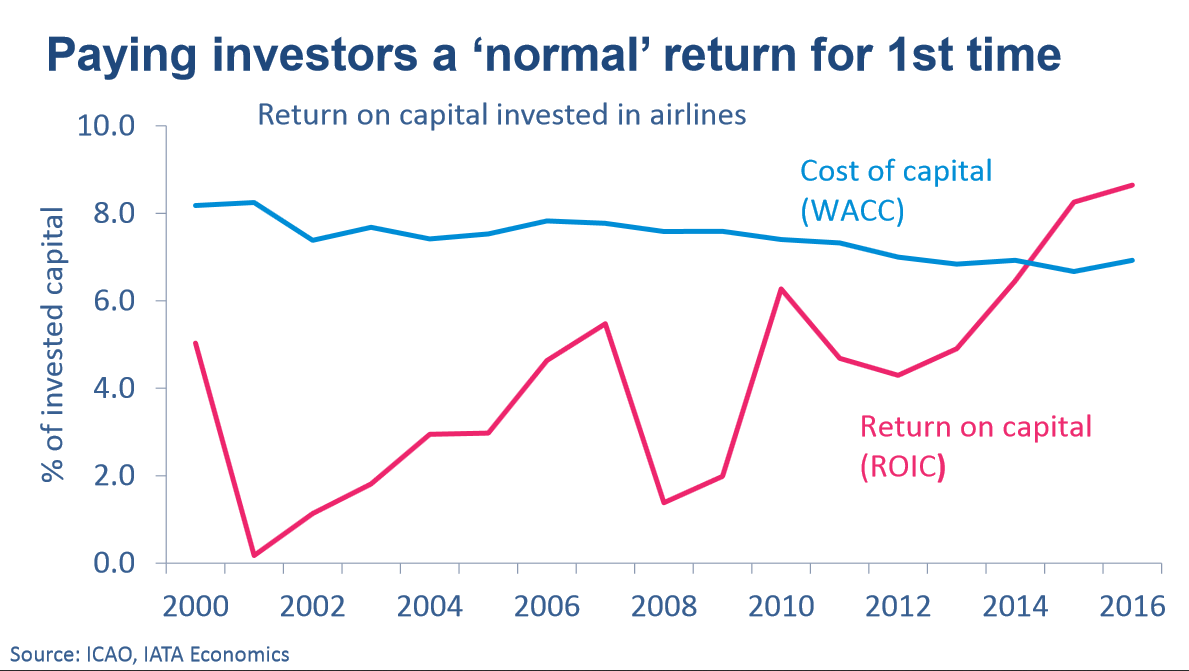 Paying investors a ‘normal’ return for 1st time
Return on capital invested in airlines
% of invested capital
10.0
8.0
6.0
4.0
2.0
0.0
Cost of capital
(WACC)
Return on capital
(ROIC)
2000 2002 2004 2006 2008 2010 2012 2014 2016
Source: ICAO, IATA Economics